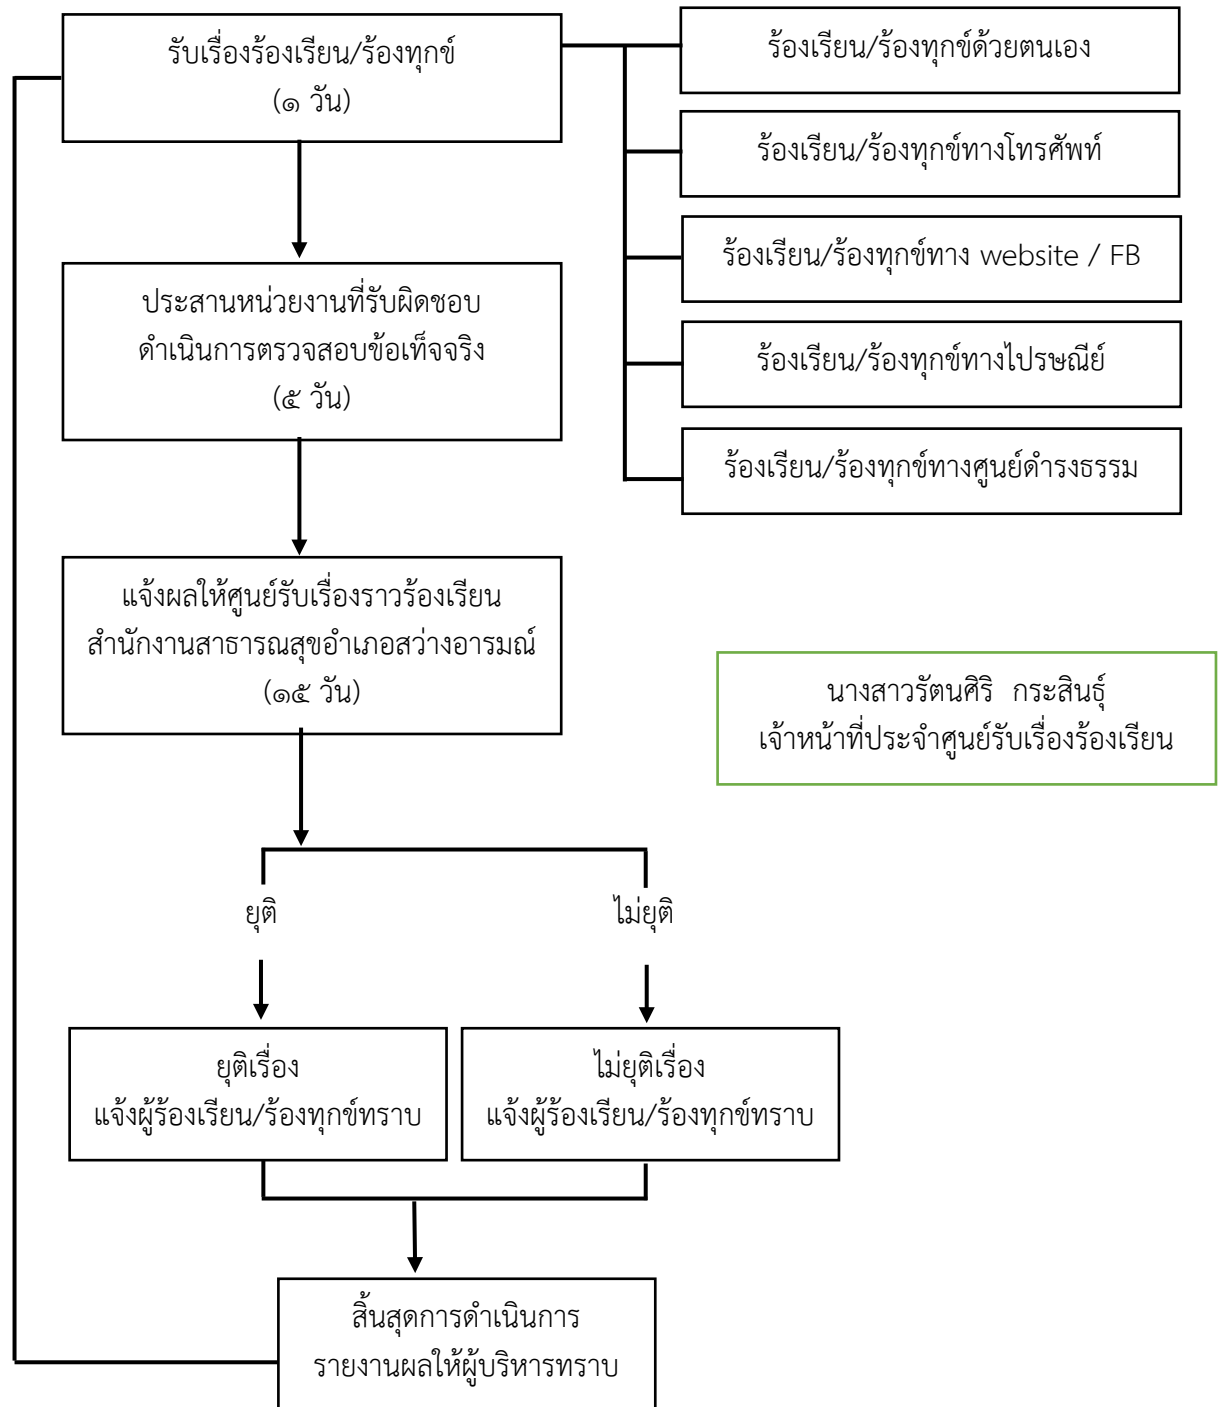 รับเรื่องร้องเรียน/ร้องทุกข์
(๑ วัน)
ร้องเรียน/ร้องทุกข์ด้วยตนเอง
ร้องเรียน/ร้องทุกข์ทางโทรศัพท์
ร้องเรียน/ร้องทุกข์ทาง website / FB
ร้องเรียน/ร้องทุกข์ทางไปรษณีย์
ร้องเรียน/ร้องทุกข์ทางศูนย์ดำรงธรรม
ประสานหน่วยงานที่รับผิดชอบ
ดำเนินการตรวจสอบข้อเท็จจริง
(๕ วัน)
แจ้งผลให้ศูนย์รับเรื่องราวร้องเรียน
สำนักงานสาธารณสุขอำเภอสว่างอารมณ์
(๑๕ วัน)
นางสาวรัตนศิริ กระสินธุ์
เจ้าหน้าที่ประจำศูนย์รับเรื่องร้องเรียน
ยุติ
ไม่ยุติ
ยุติเรื่อง
แจ้งผู้ร้องเรียน/ร้องทุกข์ทราบ
ไม่ยุติเรื่อง
แจ้งผู้ร้องเรียน/ร้องทุกข์ทราบ
สิ้นสุดการดำเนินการ
รายงานผลให้ผู้บริหารทราบ